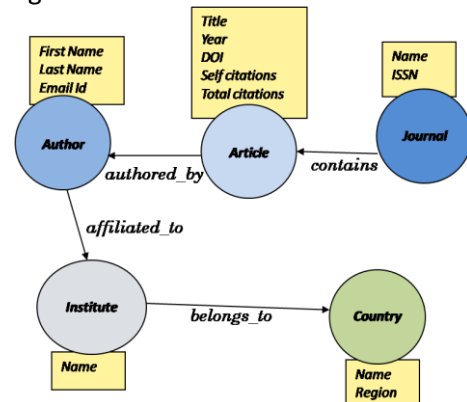 g
Title
Year
DOI
Self citations
Total citations
First Name
Last Name
Email Id
Name
ISSN
Author
Article
Journal
authored_by
contains
affiliated_to
Institute
belongs_to
Country
Name
Name
Region